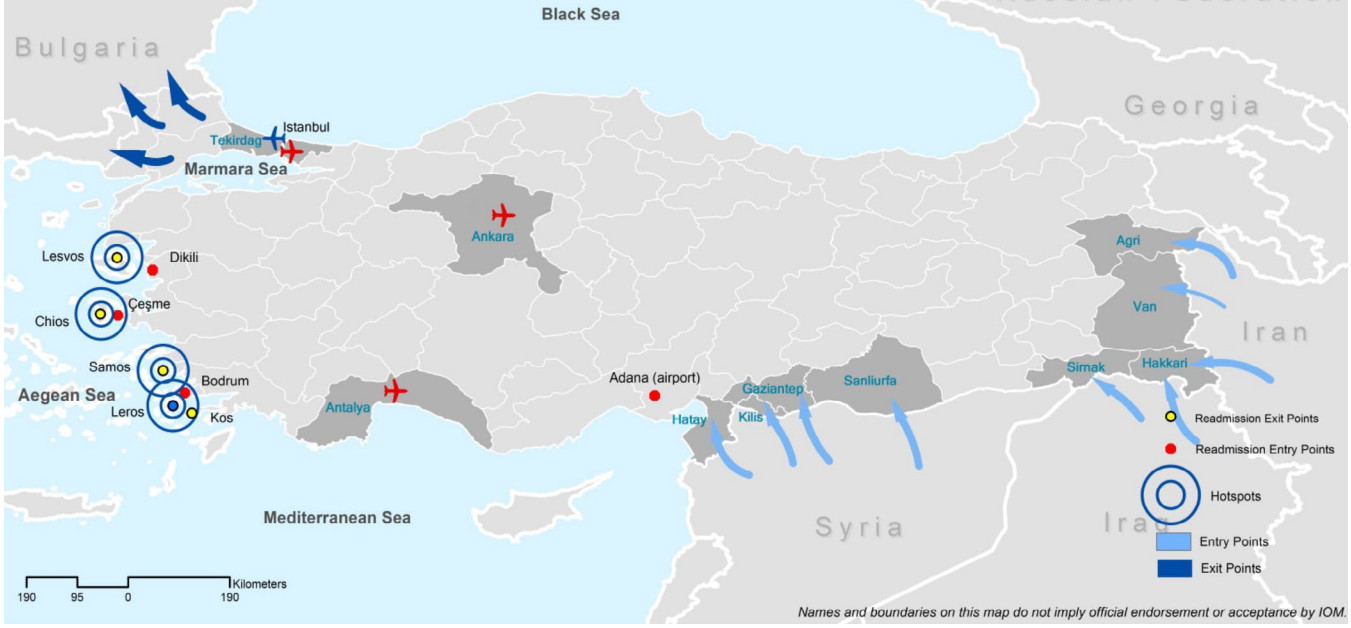 Russian Federation
Black Sea
Bulgaria
Georgia
Istanbul
Tekirdag
Marmara Sea
Ankara
Agri
Lesvos
Dikili
Van
Çeşme
Chios
Iran
Samos
Sirnak
Hakkari
Bodrum
Adana (airport)
Gaziantep
Sanliurfa
Aegean Sea
Antalya
Leros
Kos
Hatay
Kilis
Readmission Exit Points
Readmission Entry Points
Hotspots
Mediterranean Sea
Syria
Iraq
Entry Points
Exit Points
Kilometers
190 95 0 190
Names and boundaries on this map do not imply official endorsement or acceptance by IOM.